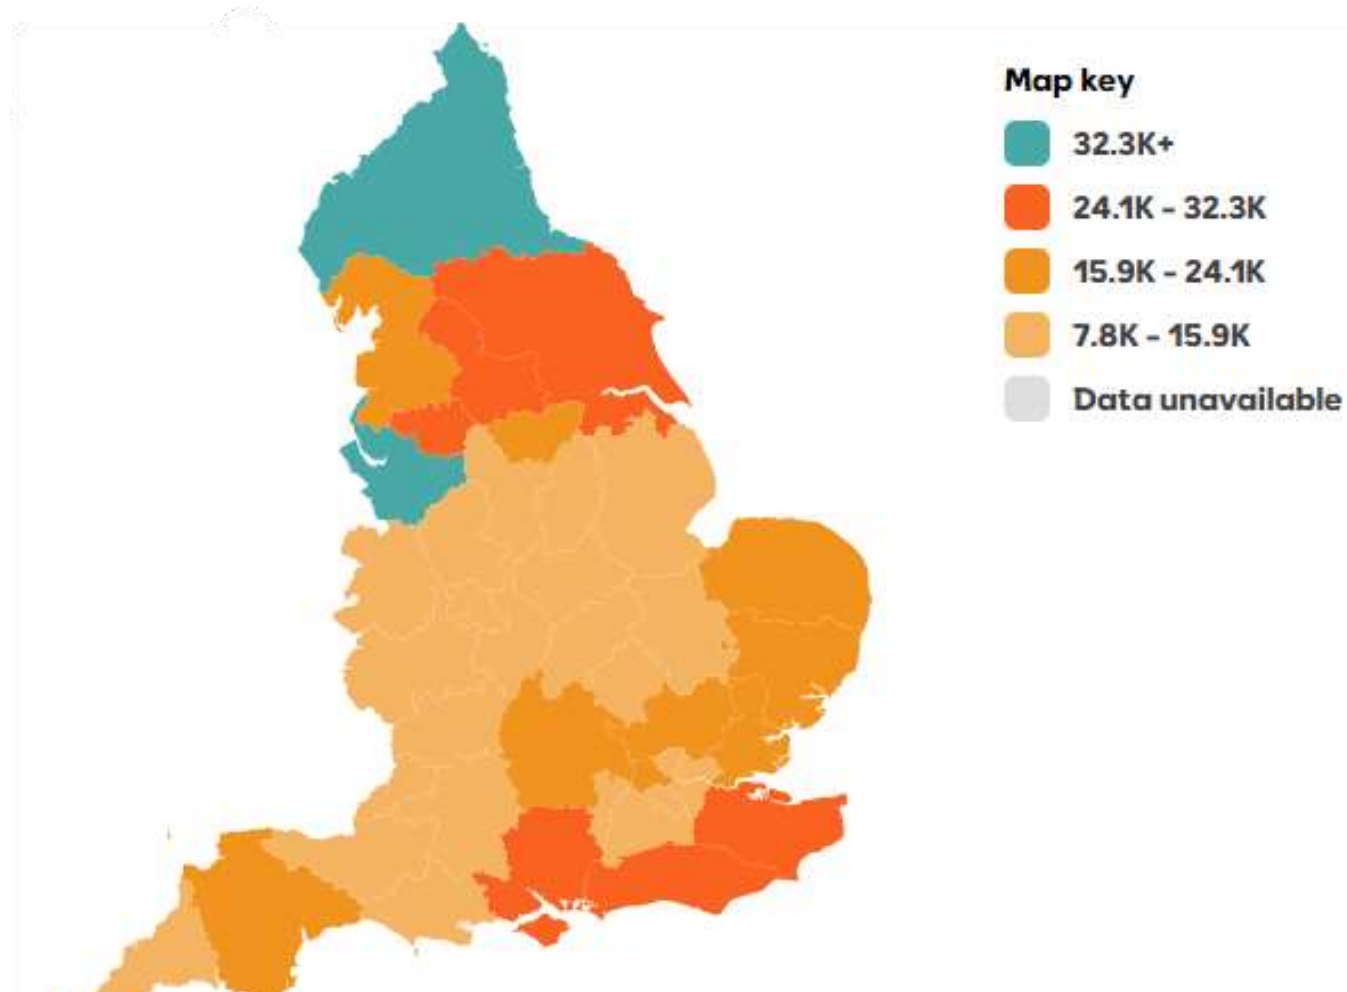 Map key
32.3K+
24.1K - 32.3K
15.9K - 24.1K
7.8K - 15.9K
Data unavailable